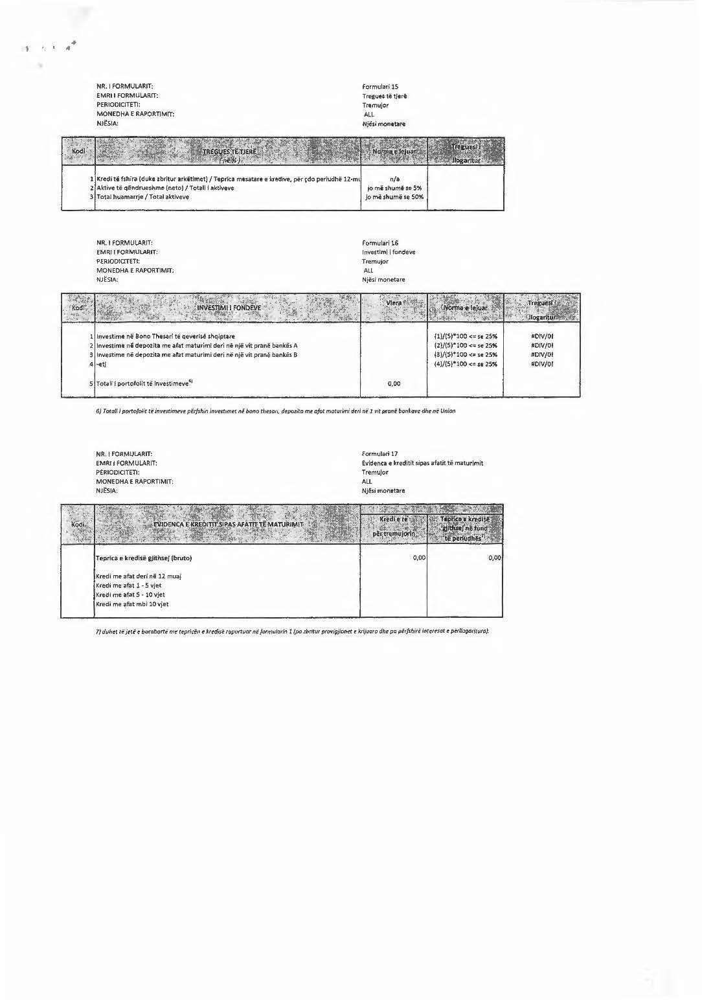 NR. I FORMULARIT: Formulari 15
EMRI I FORMULARIT: Tregues të tjerë
PERIODICITETI: Tremujor
MONEDHA E RAPORTIMIT: ALL
NJËSIA: Njësi monetare
Kodi TREGUES TË TJERË Norma e lejuar Treguesi i
( në % ) llogaritur
1 Kredi të fshira (duke zbritur arkëtimet) / Teprica mesatare e kredive, për çdo periudhë 12-mu n/a
2 Aktive të qëndrueshme (neto) / Totali i aktiveve jo më shumë se 5%
3 Total huamarrje / Total aktiveve jo më shumë se 50%
NR. I FORMULARIT: Formulari 16
EMRI I FORMULARIT: Investimi i fondeve
PERIODICITETI: Tremujor
MONEDHA E RAPORTIMIT: ALL
NJËSIA: Njësi monetare
Kodi INVESTIMI I FONDEVE Vlera Norma e lejuar Treguesi i
llogaritur
1 Investime në Bono Thesari të qeverisë shqiptare (1)/(5)*100 <= se 25% #DIV/0!
2 Investime në depozita me afat maturimi deri në një vit pranë bankës A (2)/(5)*100 <= se 25% #DIV/0!
3 Investime në depozita me afat maturimi deri në një vit pranë bankës B (3)/(5)*100 <= se 25% #DIV/0!
4 -etj (4)/(5)*100 <= se 25% #DIV/0!
5 Totali i portofolit të investimeve6) 0,00
6) Totali i portofolit të investimeve përfshin investimet në bono thesari, depozita me afat maturimi deri në 1 vit pranë bankave dhe në Union
NR. I FORMULARIT: Formulari 17
EMRI I FORMULARIT: Evidenca e kreditit sipas afatit të maturimit
PERIODICITETI: Tremujor
MONEDHA E RAPORTIMIT: ALL
NJËSIA: Njësi monetare
Kodi EVIDENCA E KREDITIT SIPAS AFATIT TË MATURIMIT Kredi e re Teprica e kredisë
për tremujorin gjithsej në fund
të periudhës7)
Teprica e kredisë gjithsej (bruto) 0,00 0,00
Kredi me afat deri në 12 muaj
Kredi me afat 1 - 5 vjet
Kredi me afat 5 - 10 vjet
Kredi me afat mbi 10 vjet
7) duhet të jetë e barabartë me tepricën e kredisë raportuar në formularin 1 (pa zbritur provigjionet e krijuara dhe pa përfshirë interesat e përllogaritura).